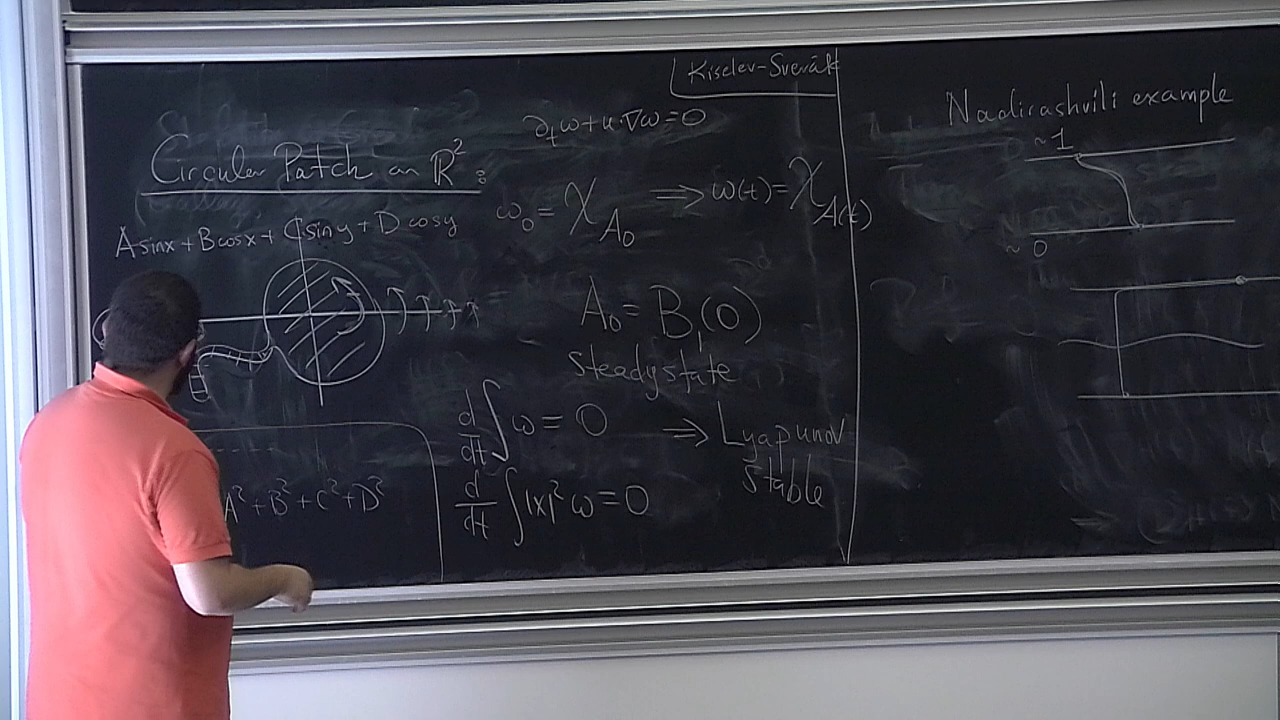 Kiselev-Šverák
∂ₜω+u·∇ω=0
Circular Patch on ℝ²:
ω₀ = χ_{A₀} ⟹ ω(t)=χ_{A(t)}
A sin x + B cos x + C sin y + D cos y
A₀ = B₁(0)
steady state
d/dt ∫ ω = 0 ⟹ Lyapunov stable
d/dt ∫ |x|² ω = 0
A²+B²+C²+D²
Nadirashvili example
~1
~0